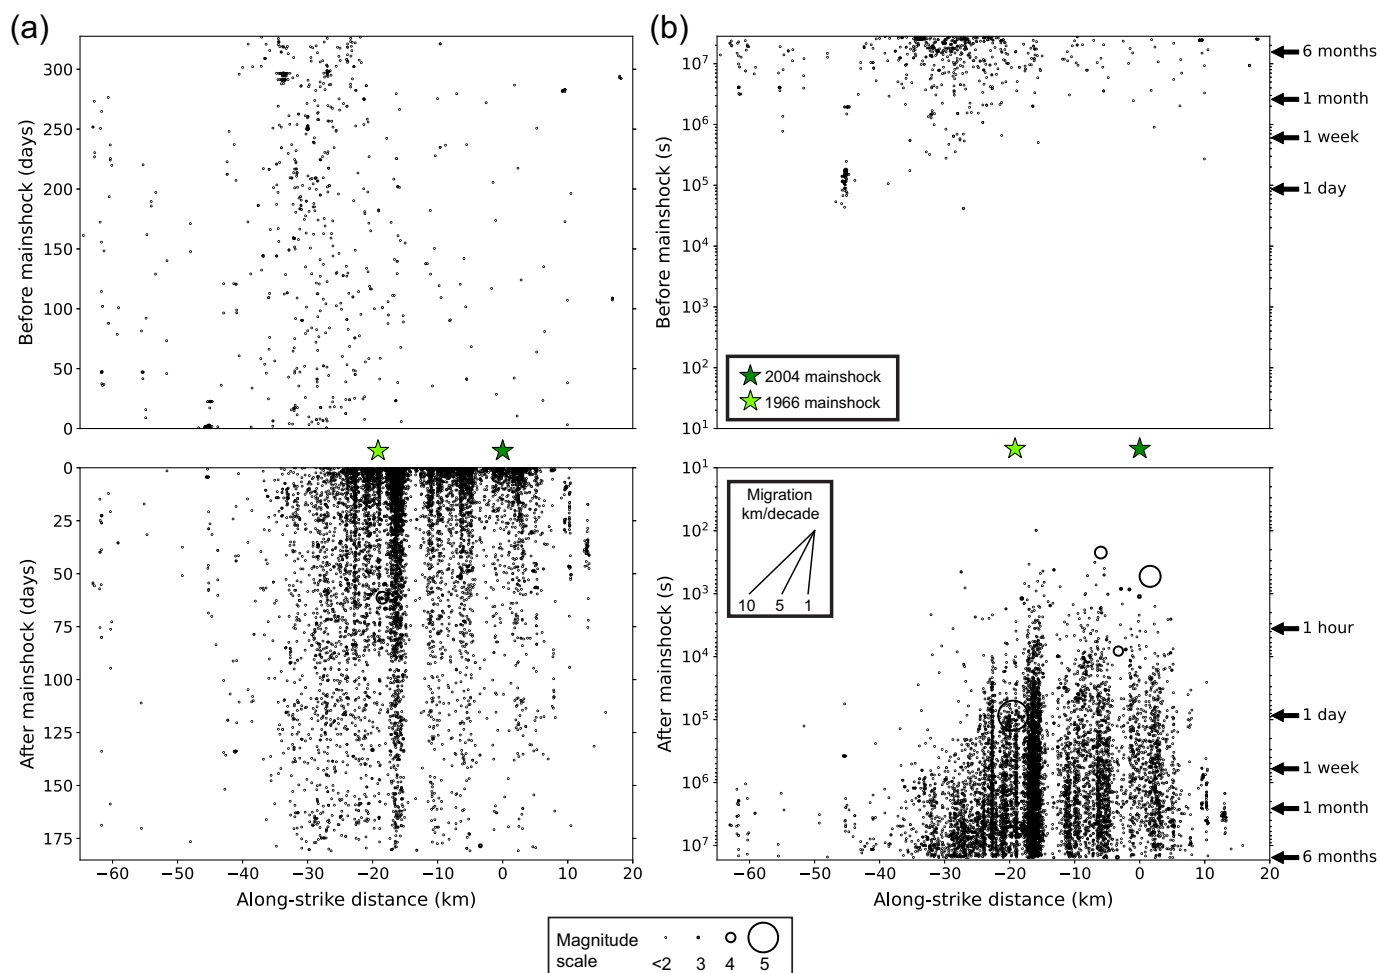 (a)
(b)
Before mainshock (days)
300
250
200
150
100
50
0
Before mainshock (s)
10⁷
10⁶
10⁵
10⁴
10³
10²
10¹
6 months
1 month
1 week
1 day
2004 mainshock
1966 mainshock
After mainshock (days)
0
25
50
75
100
125
150
175
−60 −50 −40 −30 −20 −10 0 10 20
Along-strike distance (km)
After mainshock (s)
10¹
10²
10³
10⁴
10⁵
10⁶
10⁷
Migration
km/decade
10 5 1
1 hour
1 day
1 week
1 month
6 months
−60 −50 −40 −30 −20 −10 0 10 20
Along-strike distance (km)
Magnitude
scale
<2 3 4 5